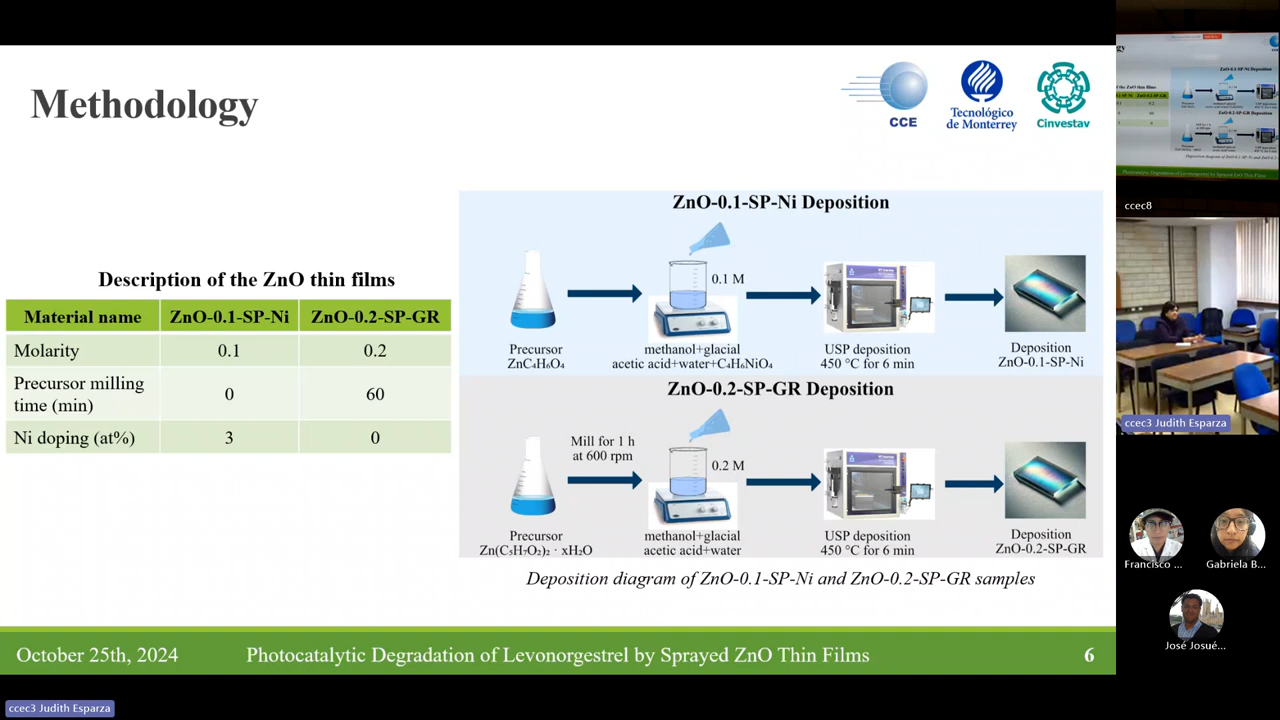 Methodology
CCE
Tecnológico
de Monterrey
Cinvestav
Description of the ZnO thin films
Material name ZnO-0.1-SP-Ni ZnO-0.2-SP-GR
Molarity 0.1 0.2
Precursor milling
time (min) 0 60
Ni doping (at%) 3 0
ZnO-0.1-SP-Ni Deposition
0.1 M
Precursor
ZnC₄H₆O₄
methanol+glacial
acetic acid+water+C₄H₆NiO₄
USP deposition
450 °C for 6 min
Deposition
ZnO-0.1-SP-Ni
ZnO-0.2-SP-GR Deposition
Mill for 1 h
at 600 rpm
0.2 M
Precursor
Zn(C₅H₇O₂)₂ · xH₂O
methanol+glacial
acetic acid+water
USP deposition
450 °C for 6 min
Deposition
ZnO-0.2-SP-GR
Deposition diagram of ZnO-0.1-SP-Ni and ZnO-0.2-SP-GR samples
October 25th, 2024 Photocatalytic Degradation of Levonorgestrel by Sprayed ZnO Thin Films 6
ccec3 Judith Esparza
ccec8
ccec3 Judith Esparza
Francisco ...
Gabriela B...
José Josué...